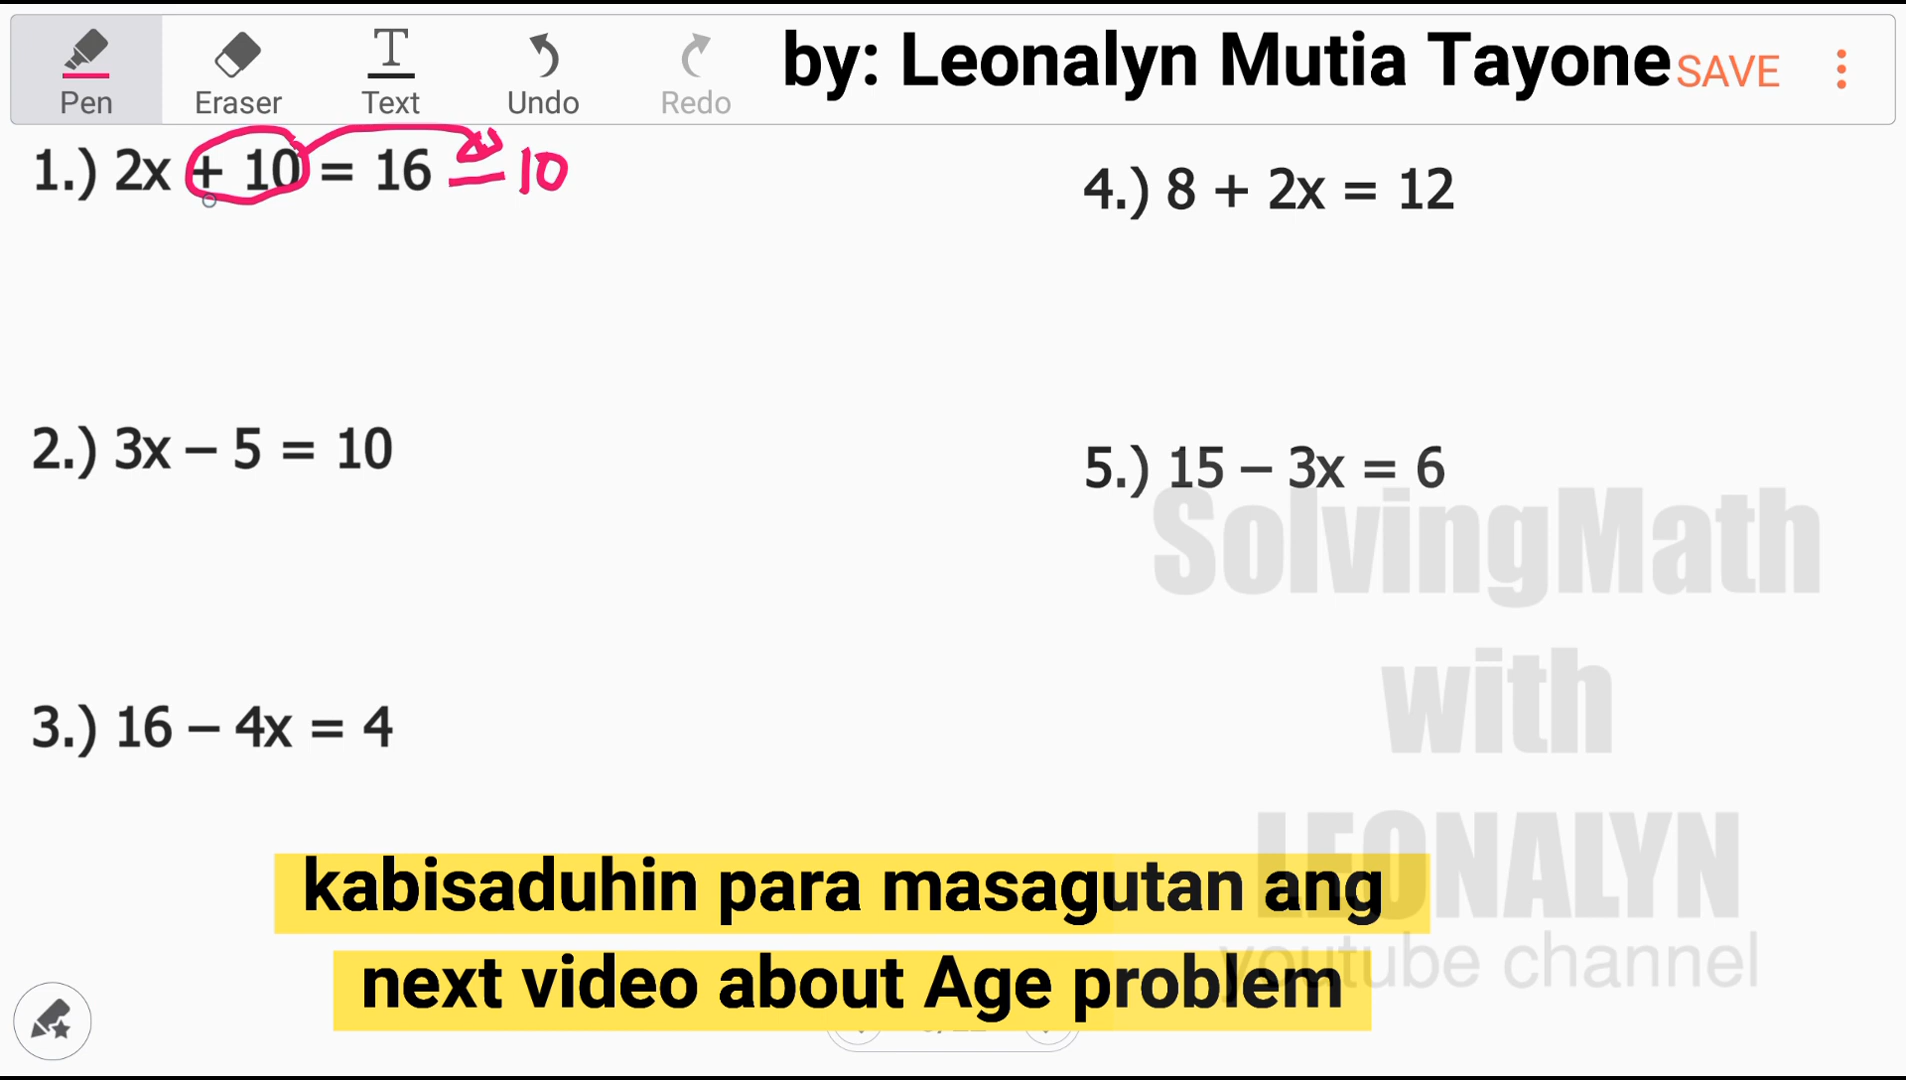 Pen
Eraser
Text
Undo
Redo
by: Leonalyn Mutia Tayone
SAVE
1.) 2x + 10 = 16 – 10
4.) 8 + 2x = 12
2.) 3x – 5 = 10
5.) 15 – 3x = 6
SolvingMath
with
3.) 16 – 4x = 4
LEONALYN
youtube channel
kabisaduhin para masagutan ang
next video about Age problem